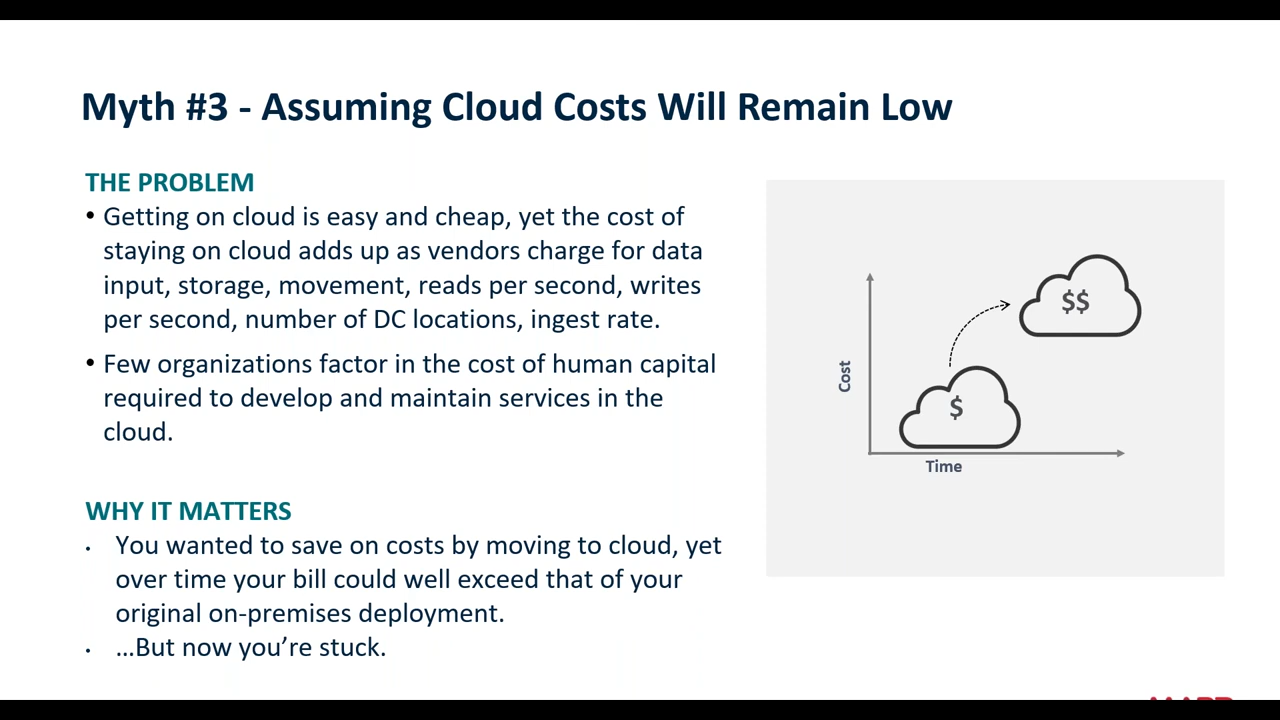 Myth #3 - Assuming Cloud Costs Will Remain Low
THE PROBLEM
• Getting on cloud is easy and cheap, yet the cost of
staying on cloud adds up as vendors charge for data
input, storage, movement, reads per second, writes
per second, number of DC locations, ingest rate.
• Few organizations factor in the cost of human capital
required to develop and maintain services in the
cloud.
WHY IT MATTERS
• You wanted to save on costs by moving to cloud, yet
over time your bill could well exceed that of your
original on-premises deployment.
• …But now you’re stuck.
Cost
$$
$
Time